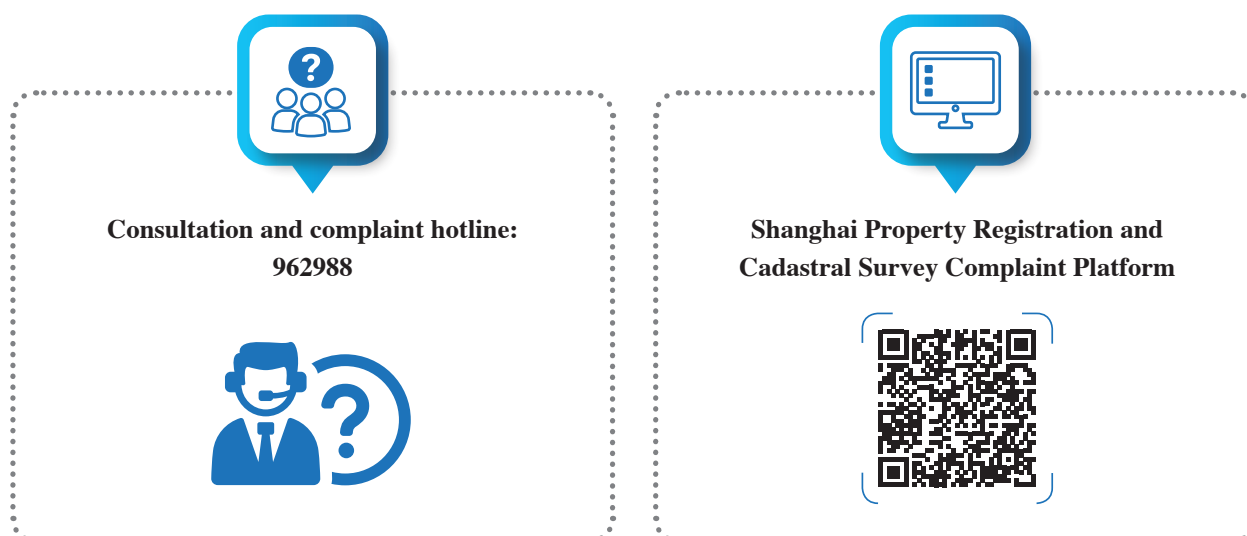 Consultation and complaint hotline:
962988
Shanghai Property Registration and
Cadastral Survey Complaint Platform